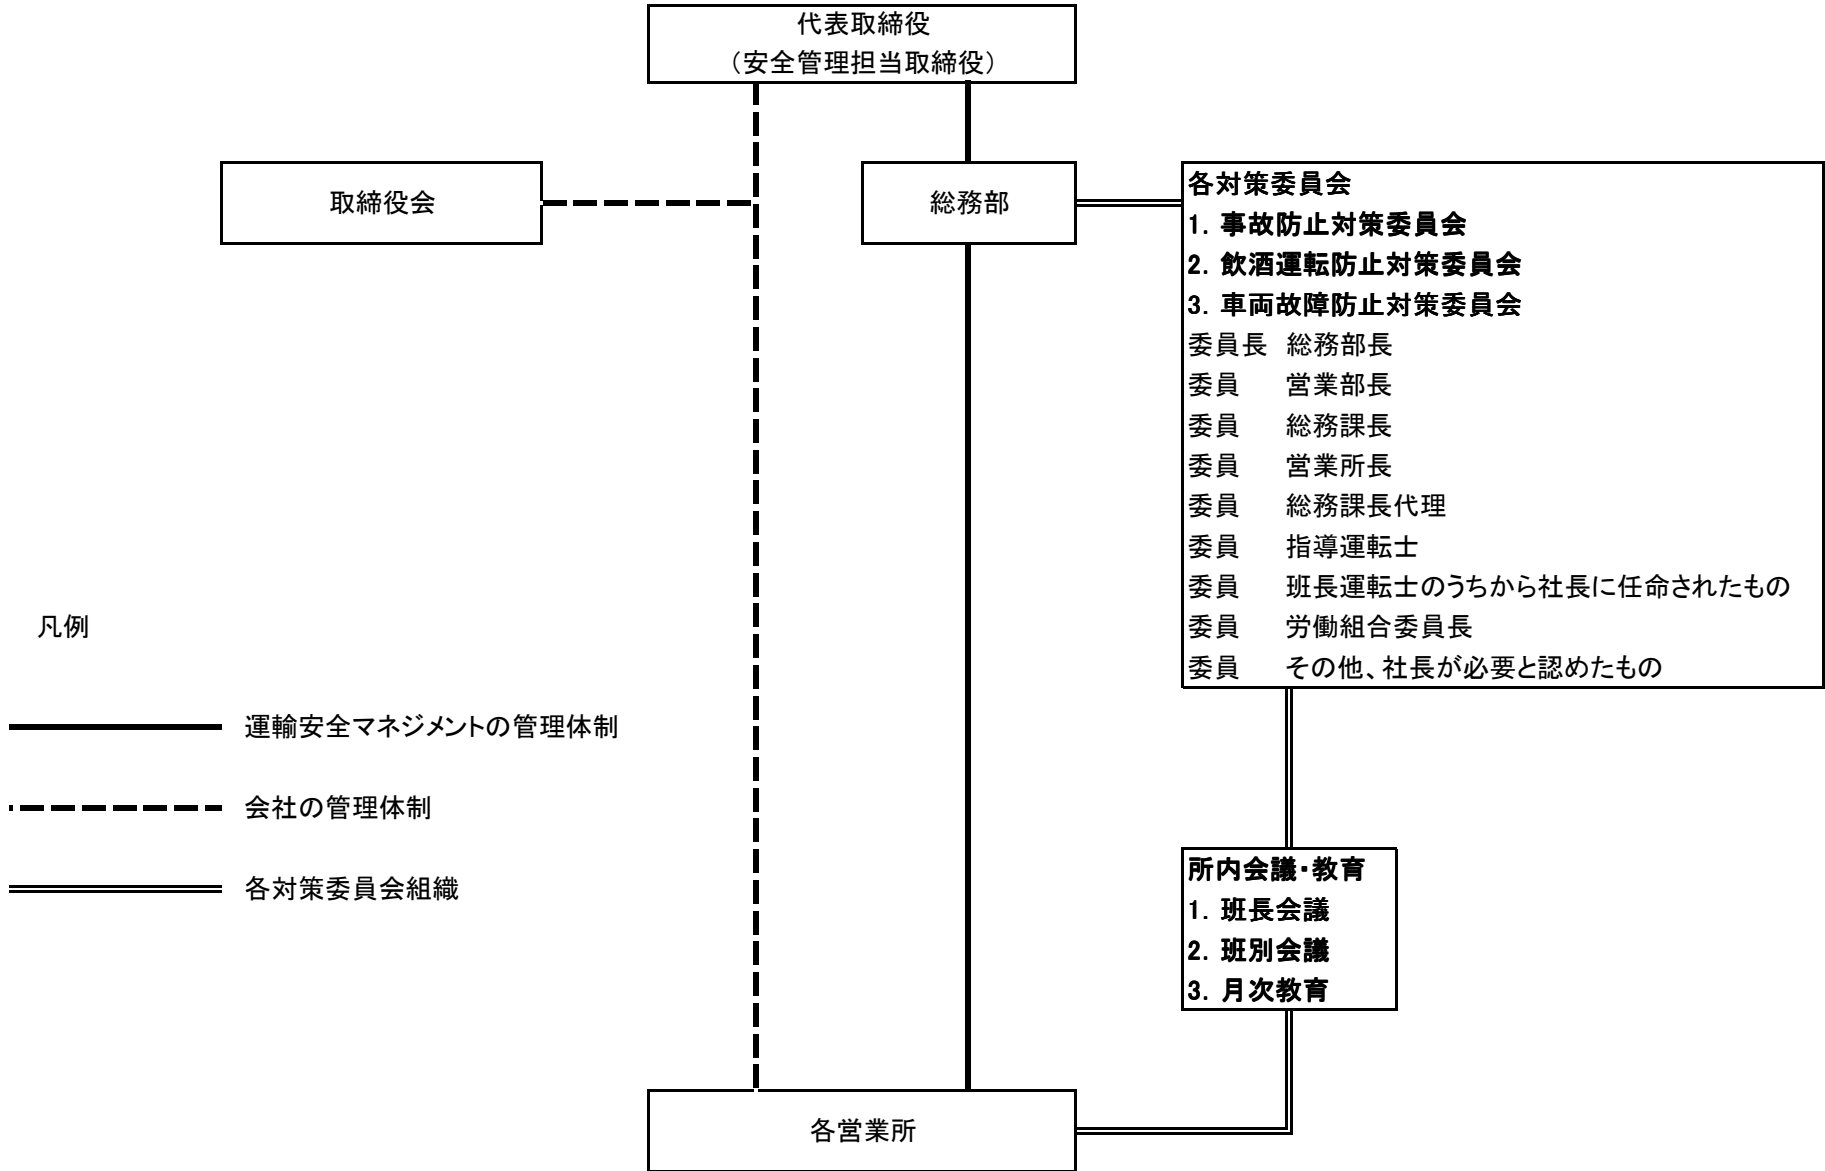 代表取締役
（安全管理担当取締役）
取締役会
総務部
各対策委員会
1. 事故防止対策委員会
2. 飲酒運転防止対策委員会
3. 車両故障防止対策委員会
委員長 総務部長
委員 営業部長
委員 総務課長
委員 営業所長
委員 総務課長代理
委員 指導運転士
委員 班長運転士のうちから社長に任命されたもの
委員 労働組合委員長
委員 その他、社長が必要と認めたもの
凡例
運輸安全マネジメントの管理体制
会社の管理体制
各対策委員会組織
所内会議・教育
1. 班長会議
2. 班別会議
3. 月次教育
各営業所